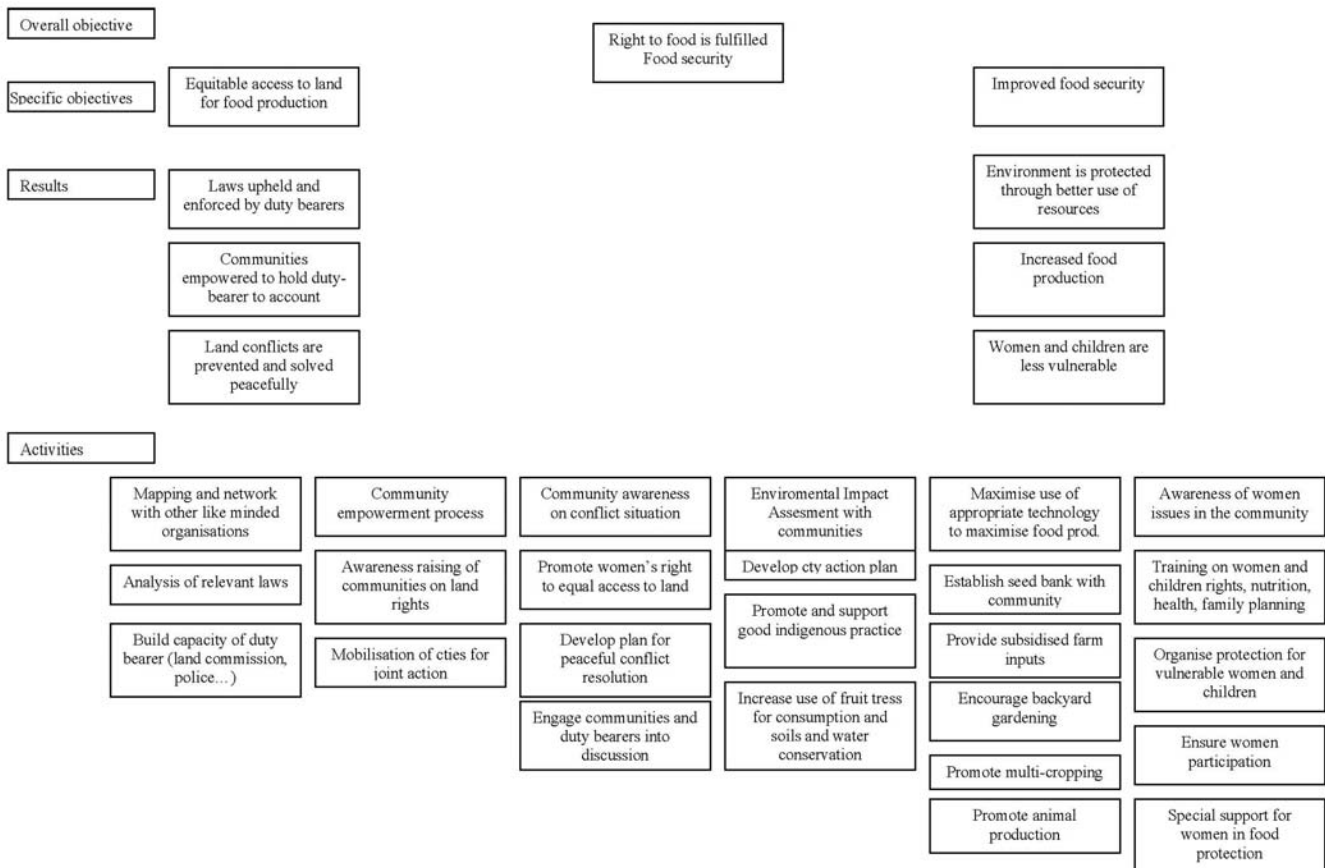 Overall objective
Right to food is fulfilled
Food security
Specific objectives
Equitable access to land
for food production
Improved food security
Results
Laws upheld and
enforced by duty bearers
Environment is protected
through better use of
resources
Communities
empowered to hold duty-
bearer to account
Increased food
production
Land conflicts are
prevented and solved
peacefully
Women and children are
less vulnerable
Activities
Mapping and network
with other like minded
organisations
Analysis of relevant laws
Build capacity of duty
bearer (land commission,
police…)
Community
empowerment process
Awareness raising of
communities on land
rights
Mobilisation of cties for
joint action
Community awareness
on conflict situation
Promote women's right
to equal access to land
Develop plan for
peaceful conflict
resolution
Engage communities and
duty bearers into
discussion
Enviromental Impact
Assesment with
communities
Develop cty action plan
Promote and support
good indigenous practice
Increase use of fruit tress
for consumption and
soils and water
conservation
Maximise use of
appropriate technology
to maximise food prod.
Establish seed bank with
community
Provide subsidised farm
inputs
Encourage backyard
gardening
Promote multi-cropping
Promote animal
production
Awareness of women
issues in the community
Training on women and
children rights, nutrition,
health, family planning
Organise protection for
vulnerable women and
children
Ensure women
participation
Special support for
women in food
protection